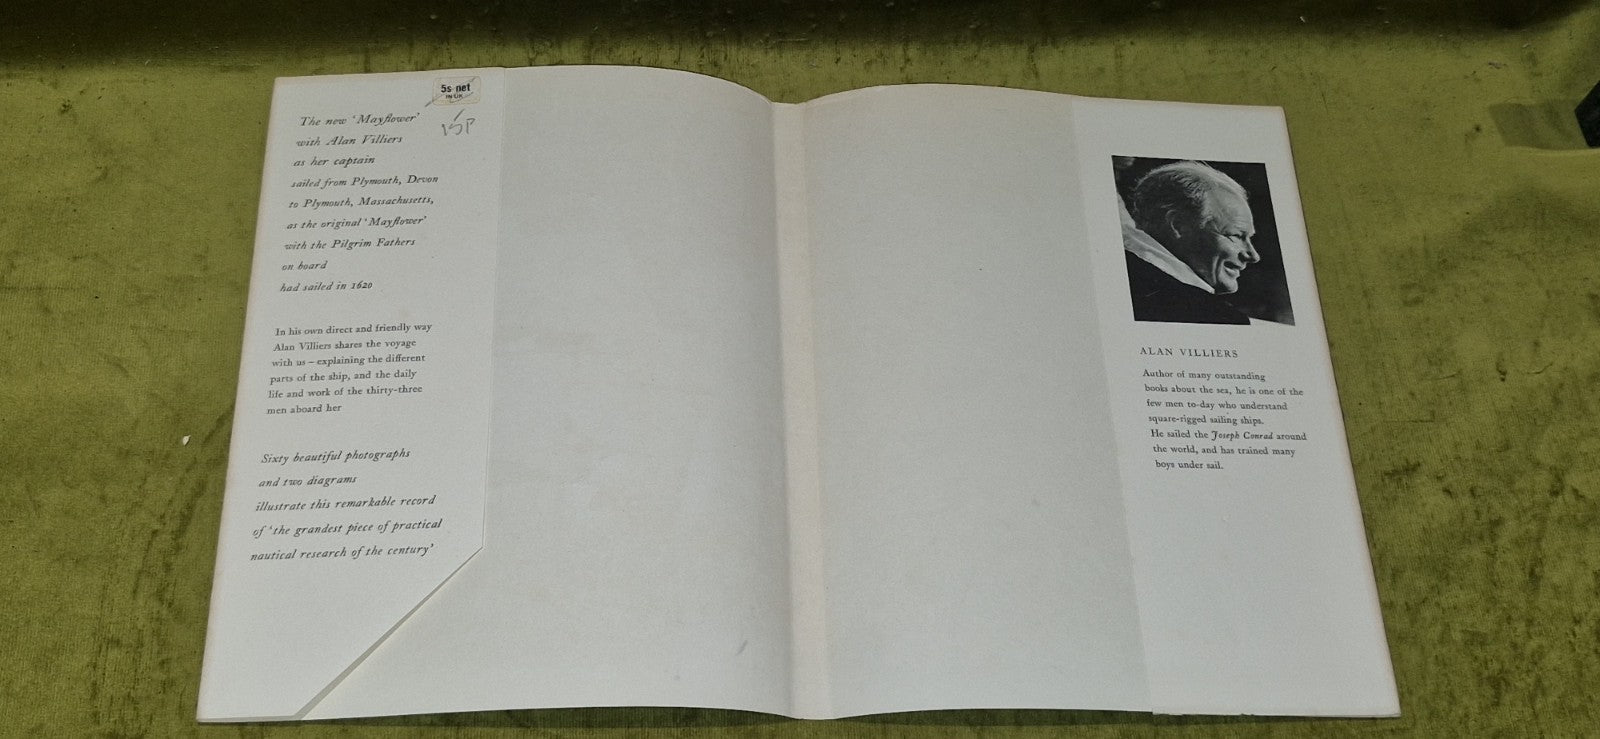 5s net
IN UK
15P
The new 'Mayflower'
with Alan Villiers
as her captain
sailed from Plymouth, Devon
to Plymouth, Massachusetts,
as the original 'Mayflower'
with the Pilgrim Fathers
on board
had sailed in 1620
In his own direct and friendly way
Alan Villiers shares the voyage
with us – explaining the different
parts of the ship, and the daily
life and work of the thirty-three
men aboard her
Sixty beautiful photographs
and two diagrams
illustrate this remarkable record
of 'the grandest piece of practical
nautical research of the century'
ALAN VILLIERS
Author of many outstanding
books about the sea, he is one of the
few men to-day who understand
square-rigged sailing ships.
He sailed the Joseph Conrad around
the world, and has trained many
boys under sail.